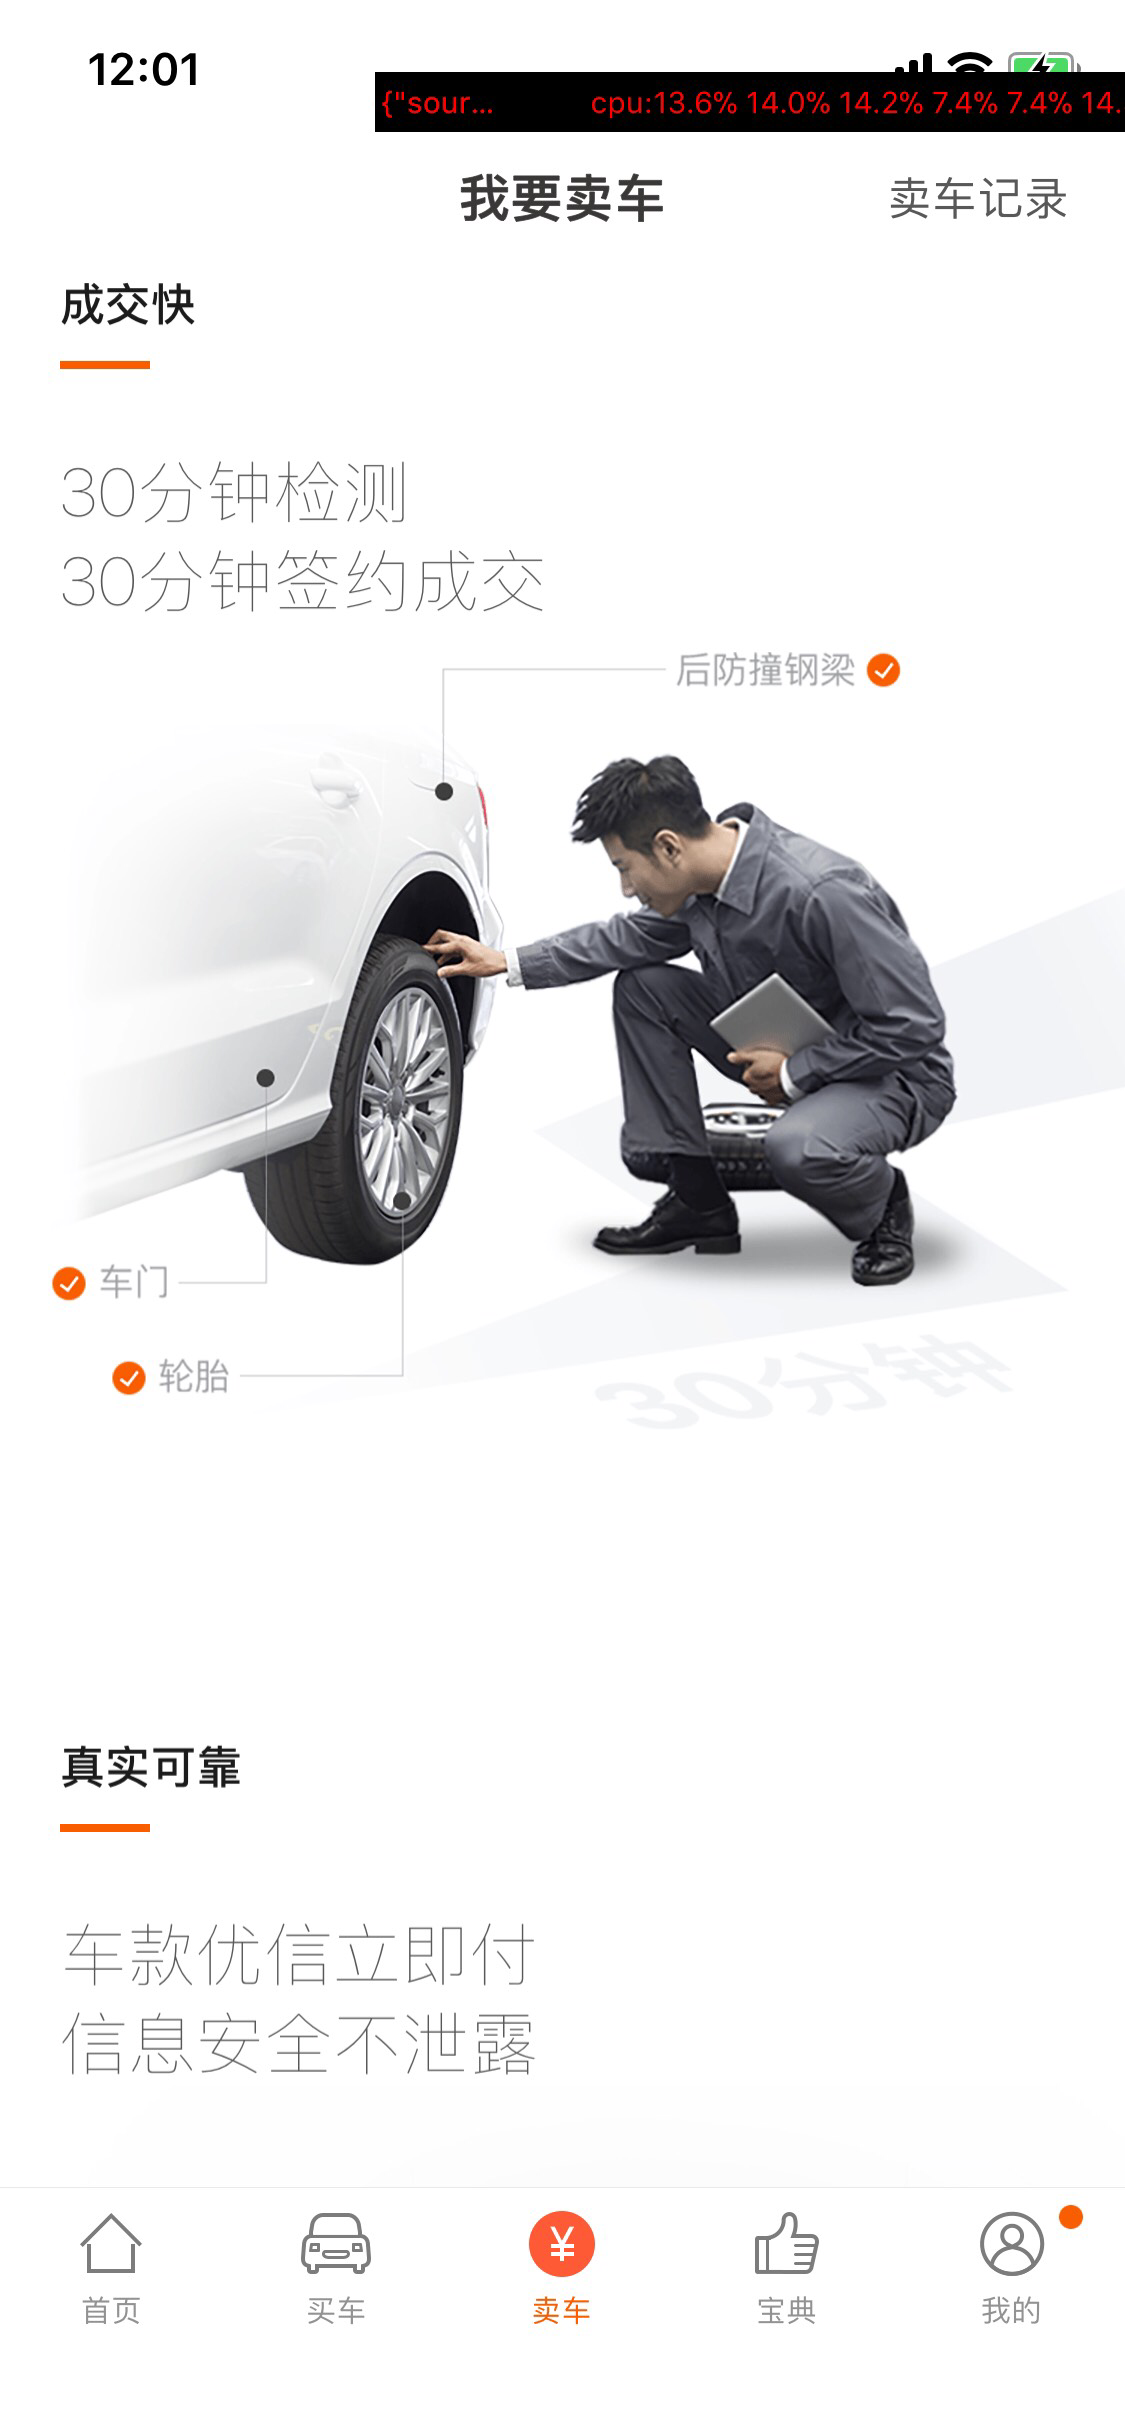 12:01
{"sour... cpu:13.6% 14.0% 14.2% 7.4% 7.4% 14.
我要卖车 卖车记录
成交快
30分钟检测
30分钟签约成交
后防撞钢梁
车门
轮胎
30分钟
真实可靠
车款优信立即付
信息安全不泄露
¥
首页 买车 卖车 宝典 我的